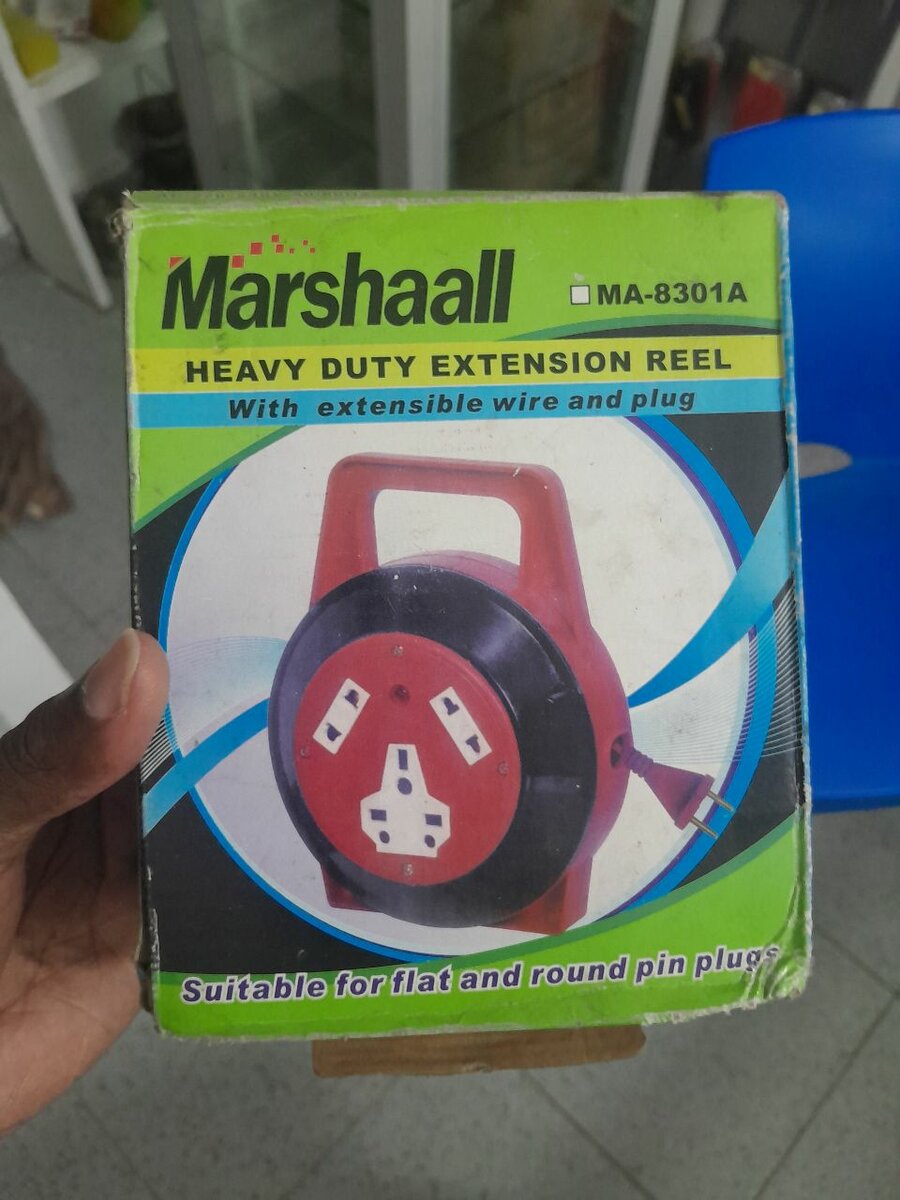 Marshaall
MA-8301A
HEAVY DUTY EXTENSION REEL
With extensible wire and plug
Suitable for flat and round pin plugs